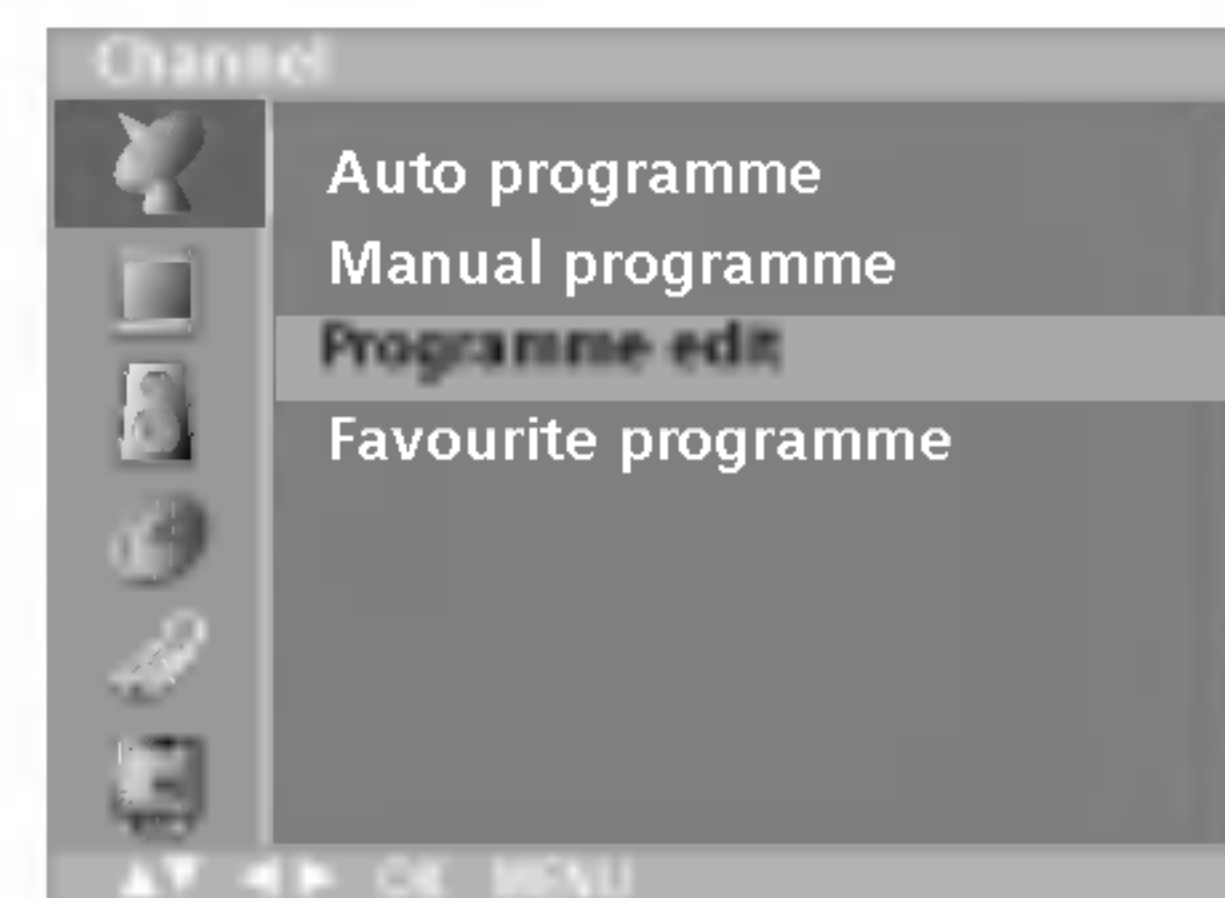 Channel
Auto programme
Manual programme
Programme edit
Favourite programme
▲▼ ◀▶ OK MENU